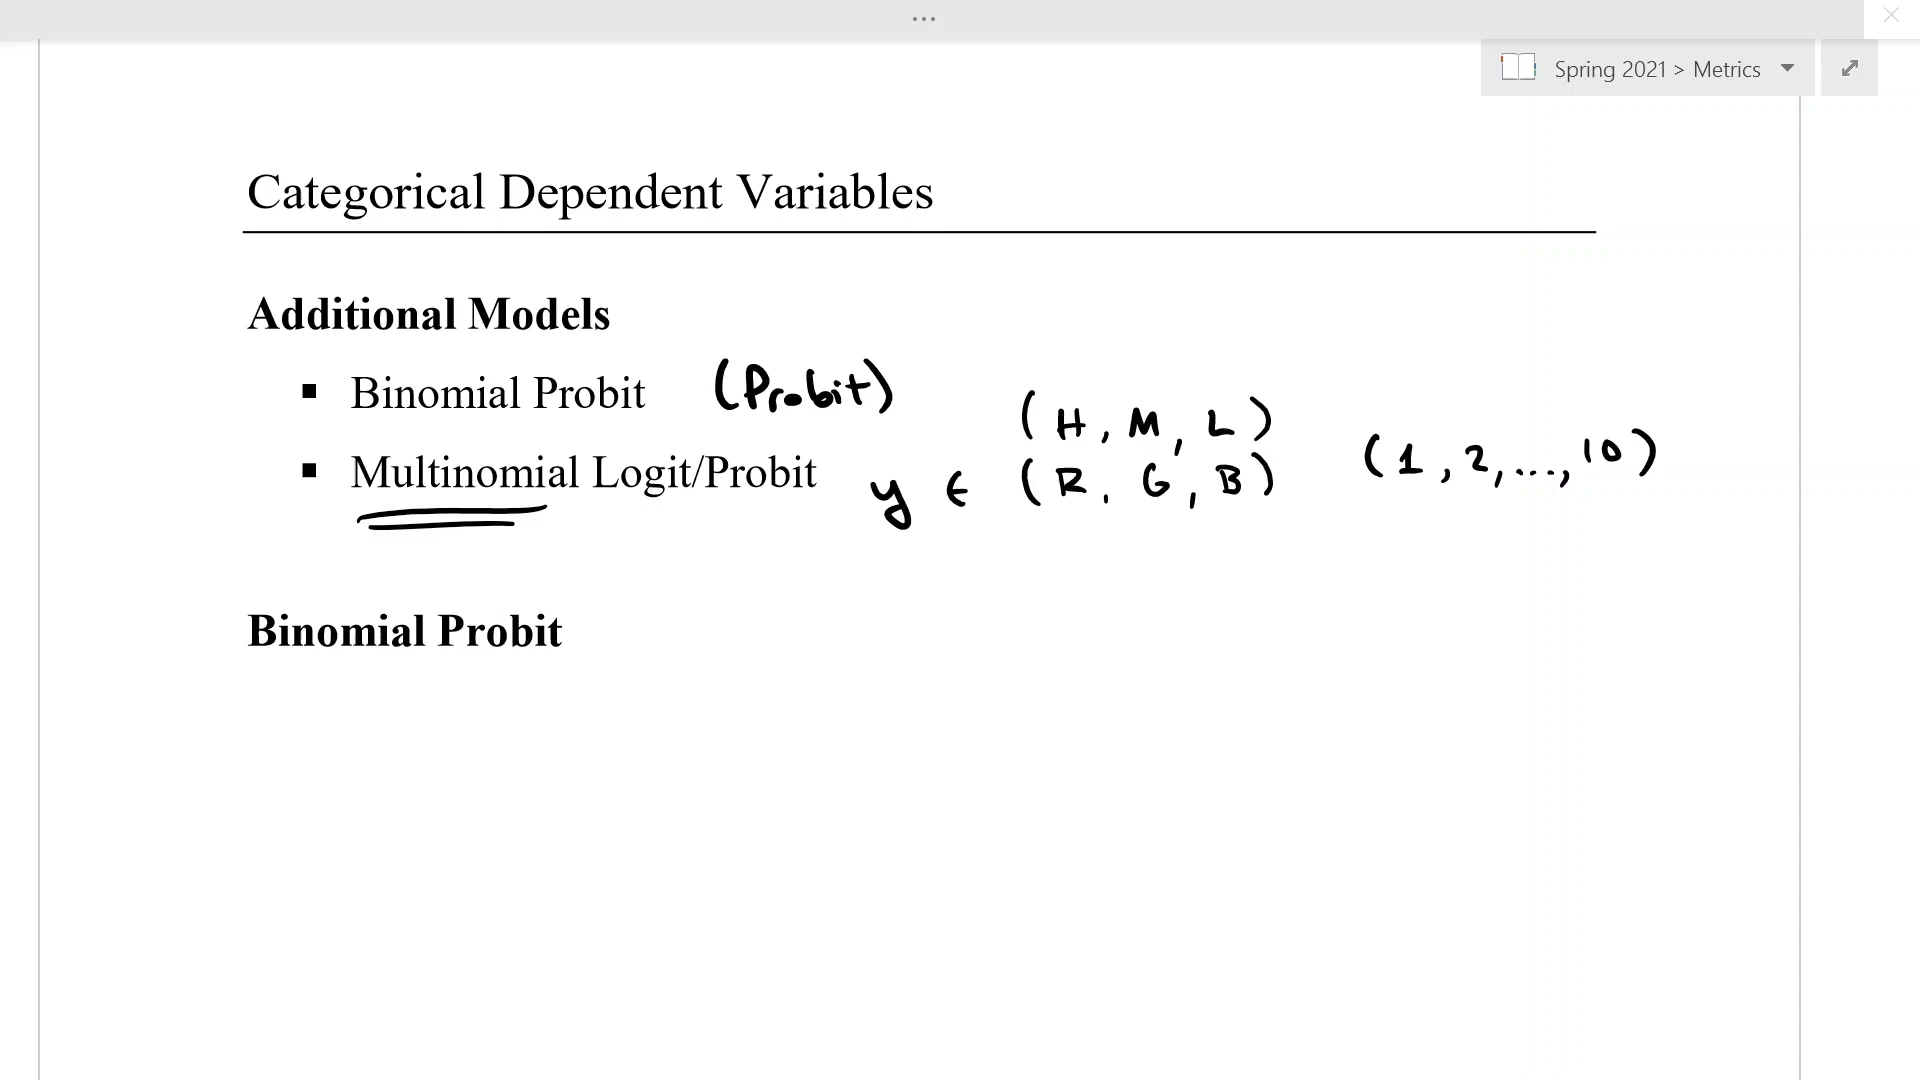 ...
Spring 2021 > Metrics
Categorical Dependent Variables
Additional Models
▪ Binomial Probit (Probit)
(H, M, L)
▪ Multinomial Logit/Probit y ∈ (R, G, B) (1, 2, ..., 10)
Binomial Probit